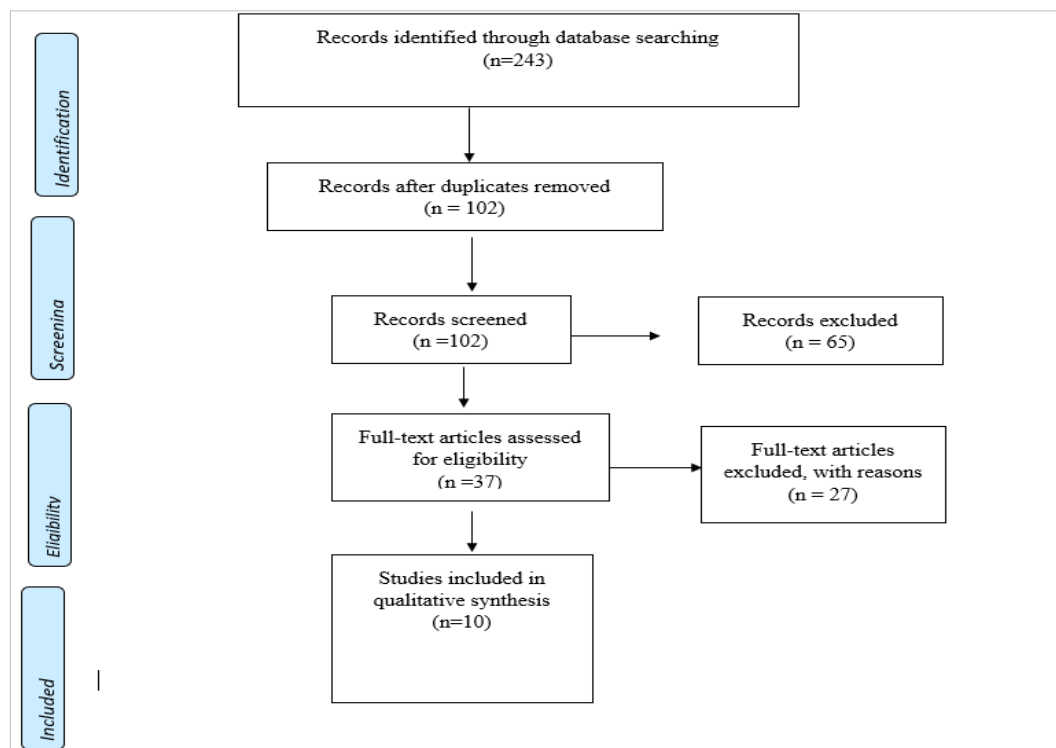 Identification
Records identified through database searching
(n=243)
Records after duplicates removed
(n = 102)
Screening
Records screened
(n =102)
Records excluded
(n = 65)
Eligibility
Full-text articles assessed
for eligibility
(n =37)
Full-text articles
excluded, with reasons
(n = 27)
Included
Studies included in
qualitative synthesis
(n=10)